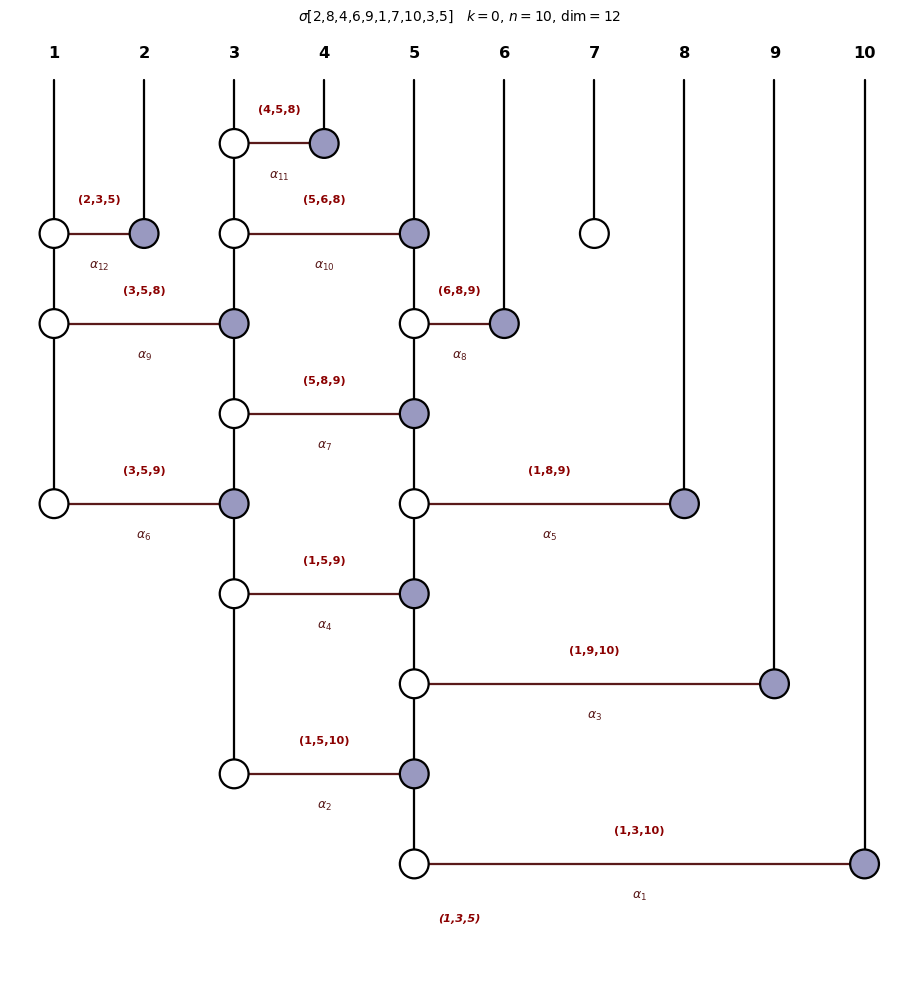 σ[2,8,4,6,9,1,7,10,3,5]   k=0, n=10, dim=12
1 2 3 4 5 6 7 8 9 10
(4,5,8)
α₁₁
(2,3,5) (5,6,8)
α₁₂ α₁₀
(3,5,8) (6,8,9)
α₉ α₈
(5,8,9)
α₇
(3,5,9) (1,8,9)
α₆ α₅
(1,5,9)
α₄
(1,9,10)
α₃
(1,5,10)
α₂
(1,3,10)
α₁
(1,3,5)